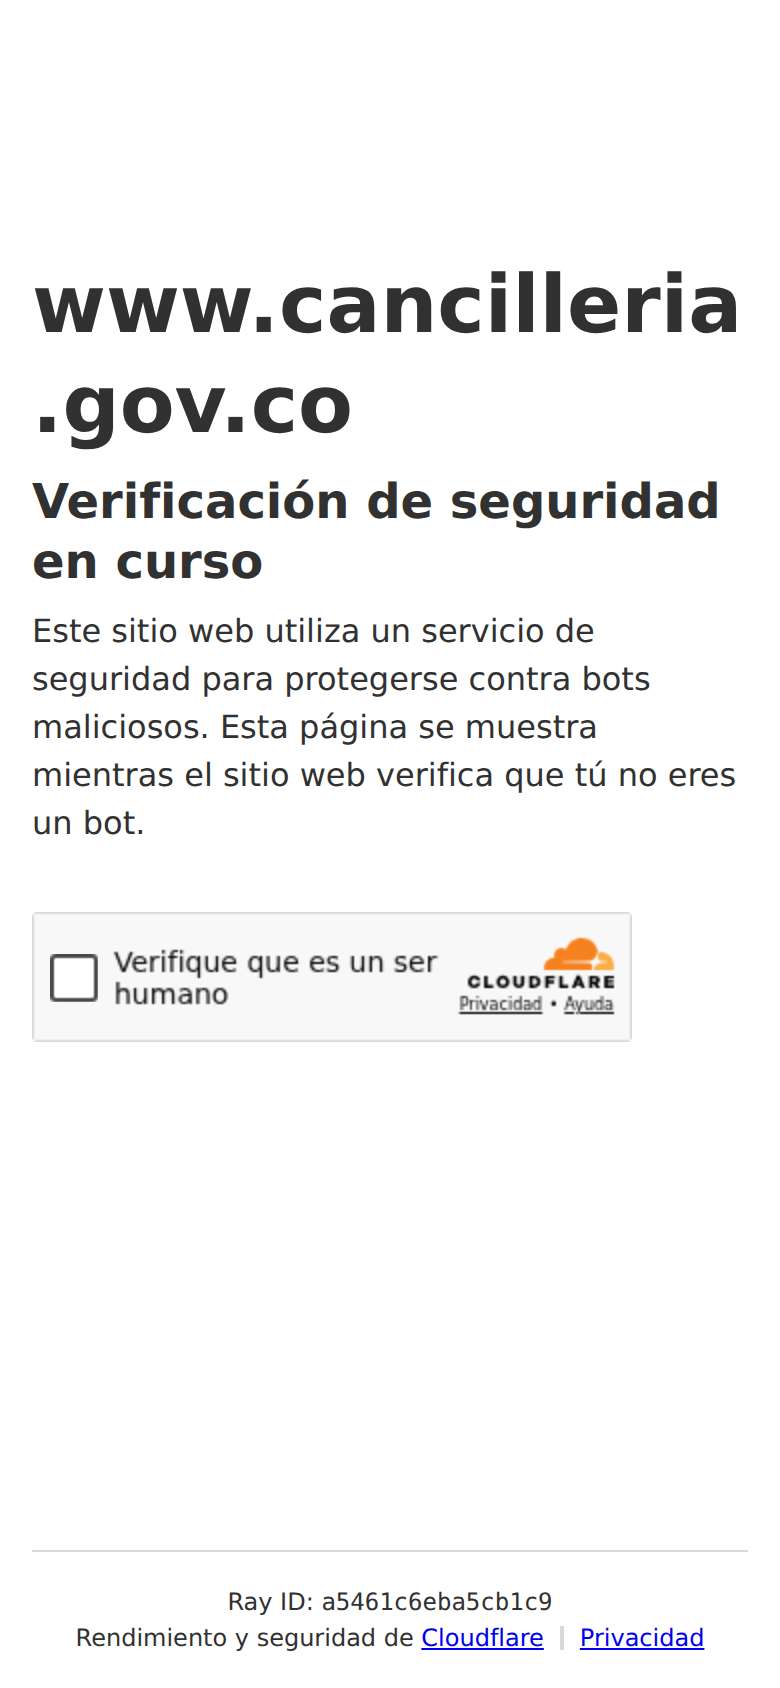 www.cancilleria
.gov.co
Verificación de seguridad
en curso
Este sitio web utiliza un servicio de
seguridad para protegerse contra bots
maliciosos. Esta página se muestra
mientras el sitio web verifica que tú no eres
un bot.
Verifique que es un ser
humano
CLOUDFLARE
Privacidad • Ayuda
Ray ID: a5461c6eba5cb1c9
Rendimiento y seguridad de Cloudflare | Privacidad